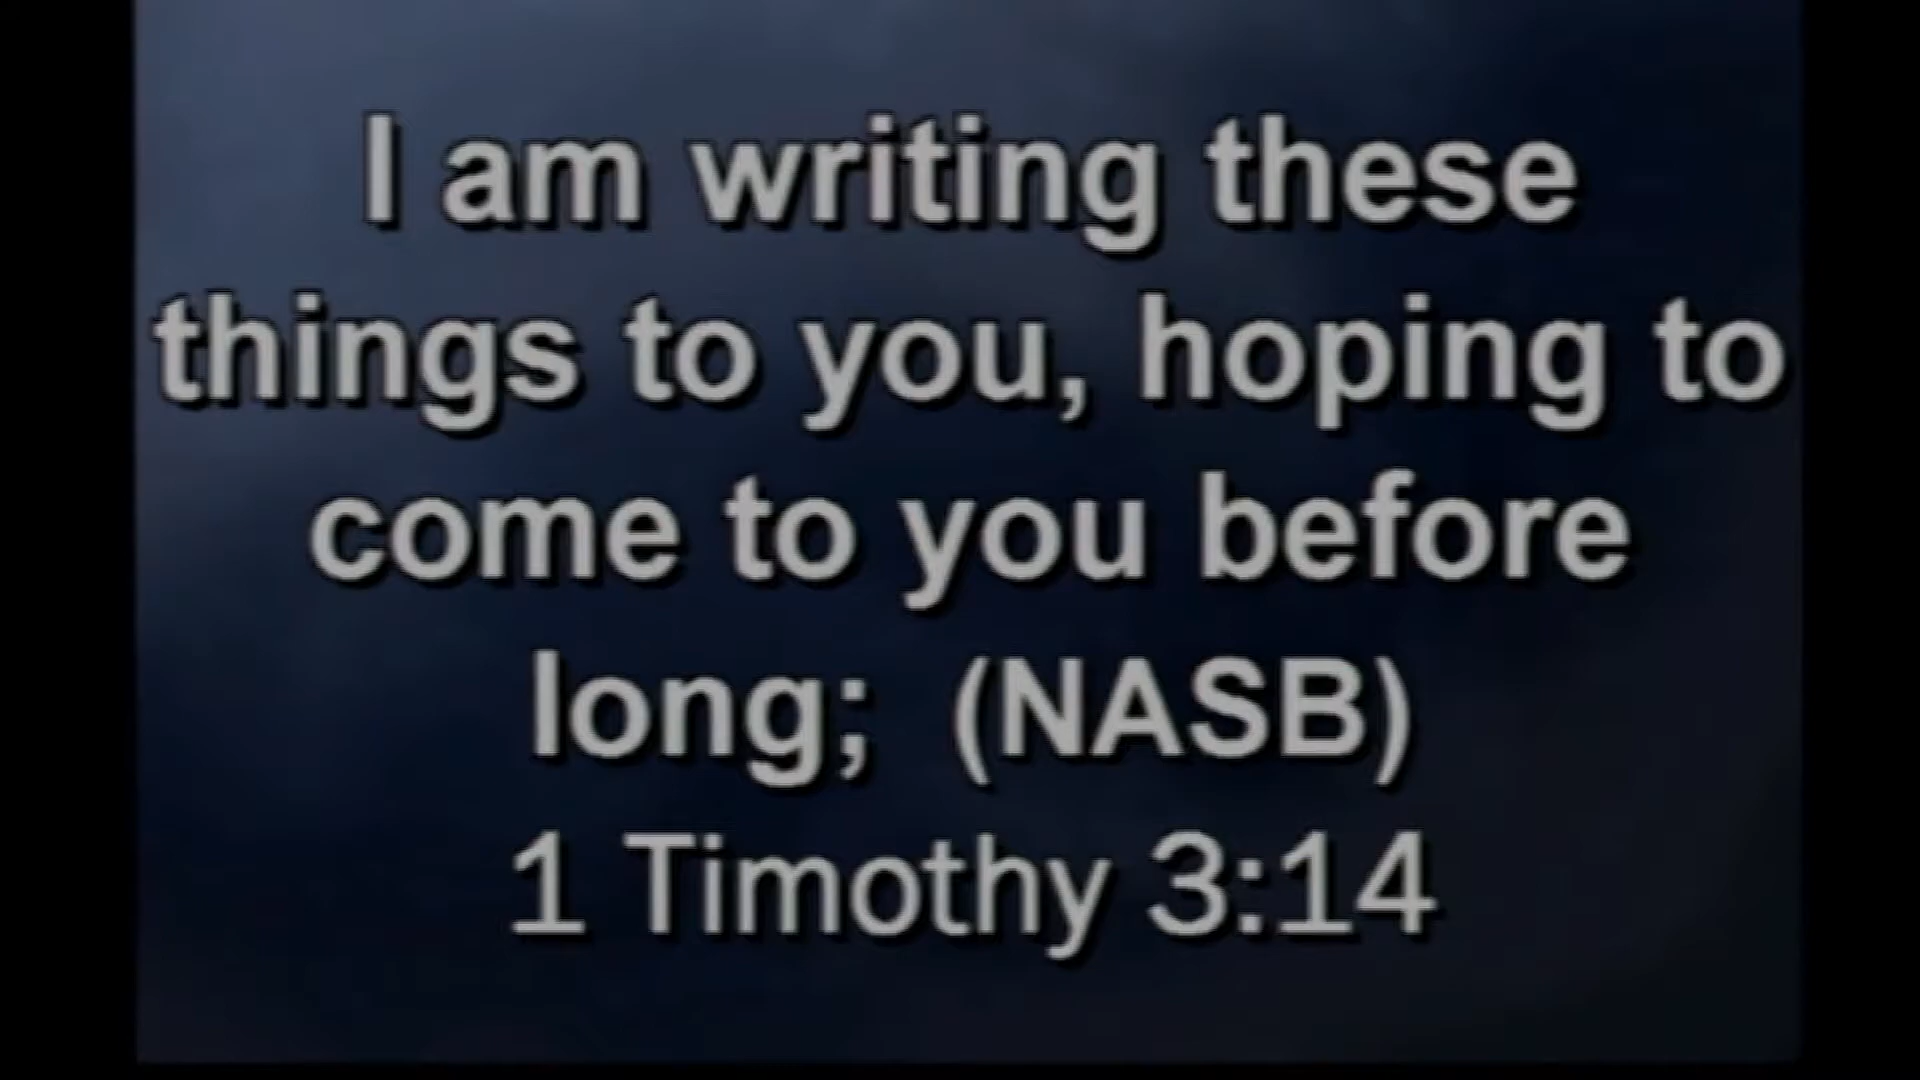 I am writing these
things to you, hoping to
come to you before
long;  (NASB)
1 Timothy 3:14